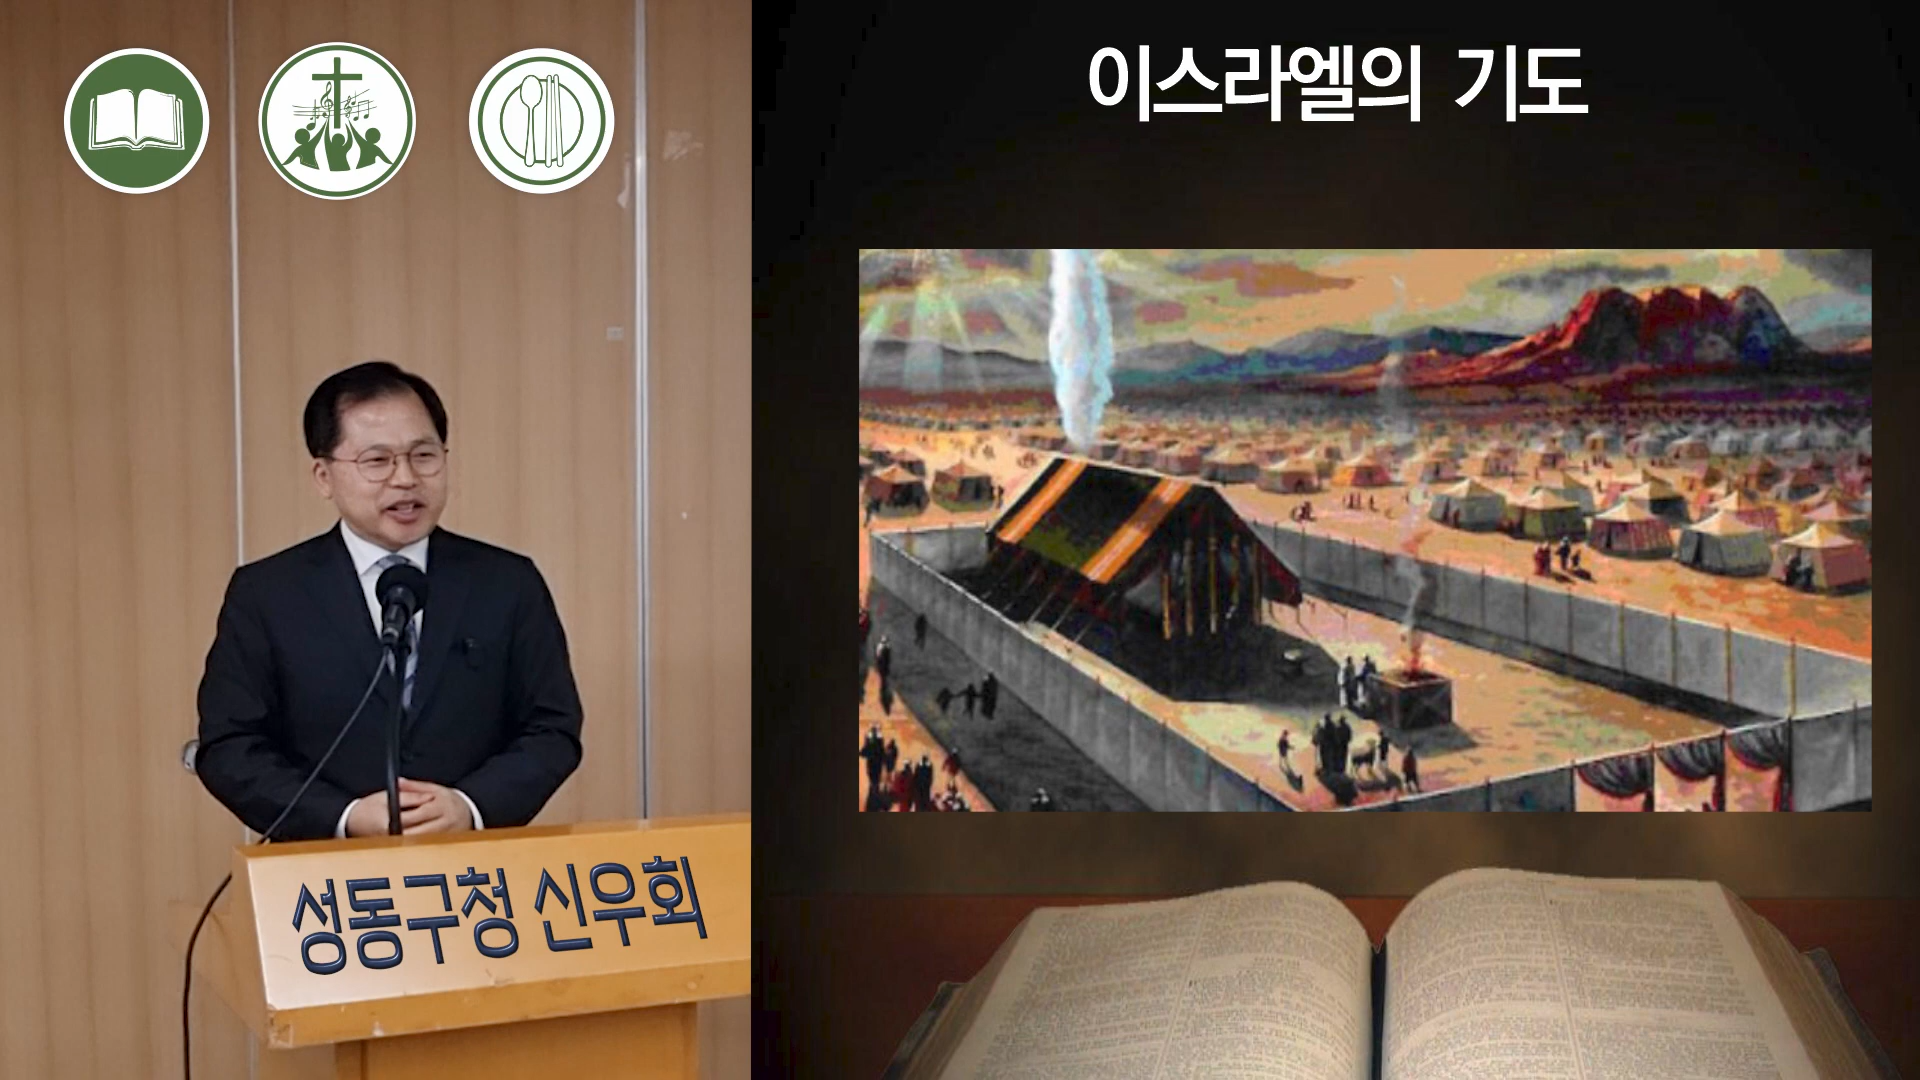 이스라엘의 기도
성동구청 신우회